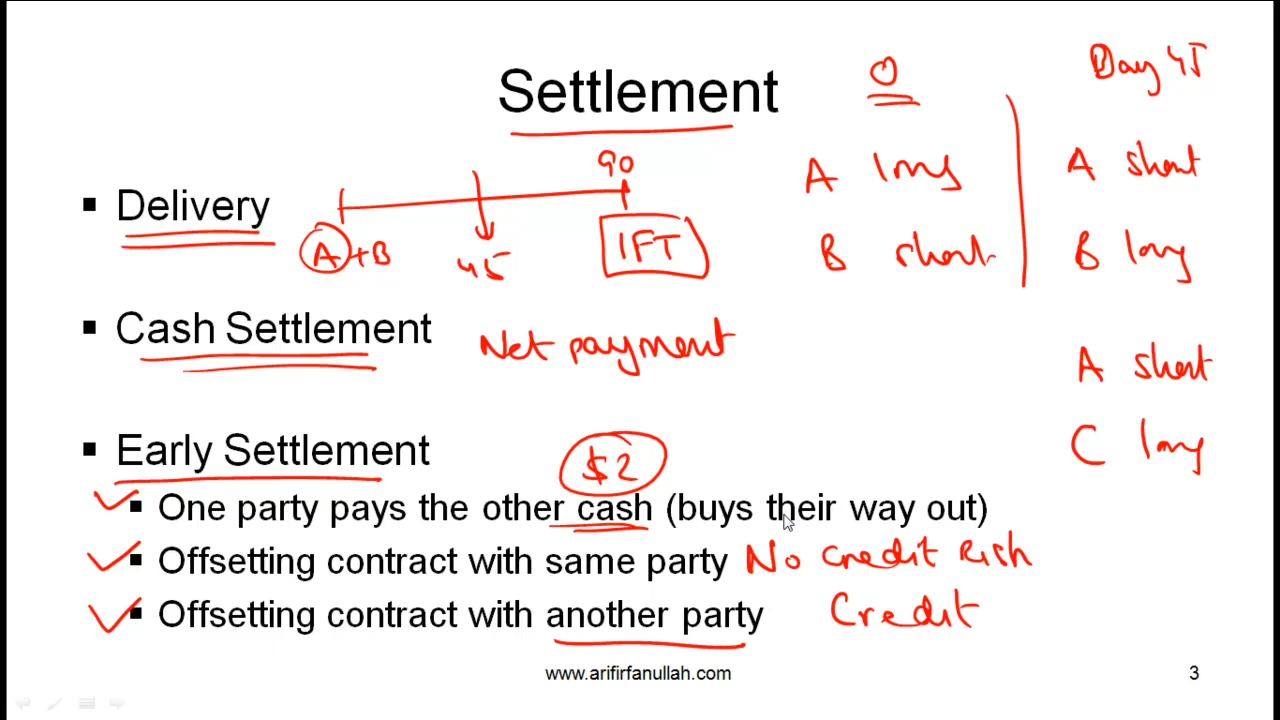 Settlement
O
Day 45
90
▪ Delivery
A + B
45
IFT
A long
B short
A short
B long
▪ Cash Settlement
Net payment
A short
C long
▪ Early Settlement
$2
▪ One party pays the other cash (buys their way out)
▪ Offsetting contract with same party No Credit Risk
▪ Offsetting contract with another party Credit
www.arifirfanullah.com
3